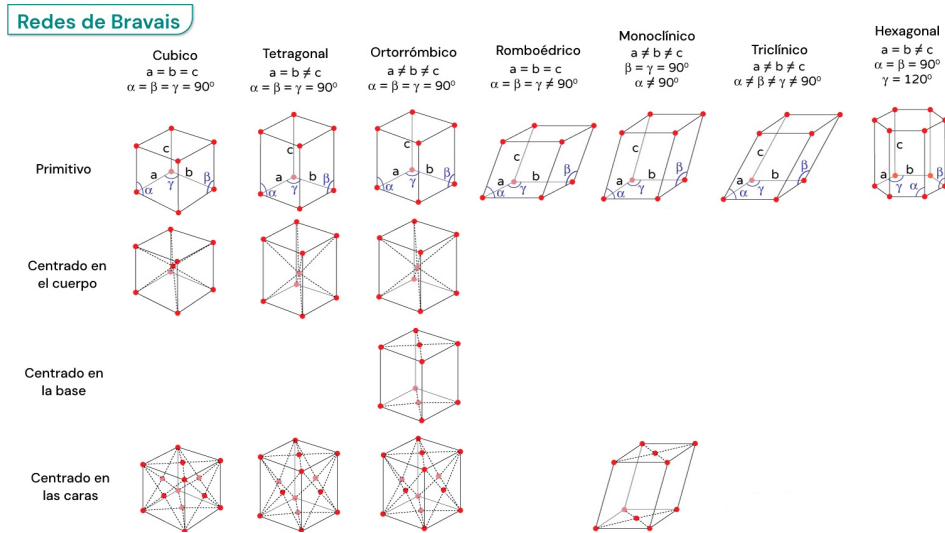 Redes de Bravais
Cubico
a = b = c
α = β = γ = 90º
Tetragonal
a = b ≠ c
α = β = γ = 90º
Ortorrómbico
a ≠ b ≠ c
α = β = γ = 90º
Romboédrico
a = b = c
α = β = γ ≠ 90º
Monoclínico
a ≠ b ≠ c
β = γ = 90º
α ≠ 90º
Triclínico
a ≠ b ≠ c
α ≠ β ≠ γ ≠ 90º
Hexagonal
a = b ≠ c
α = β = 90º
γ = 120º
Primitivo
c
a b
α γ β
c
a b
α γ β
c
a b
α γ β
c
a b
α γ β
c
a b
α γ β
c
a b
α γ β
c
a b
γ α β
Centrado en
el cuerpo
Centrado en
la base
Centrado en
las caras